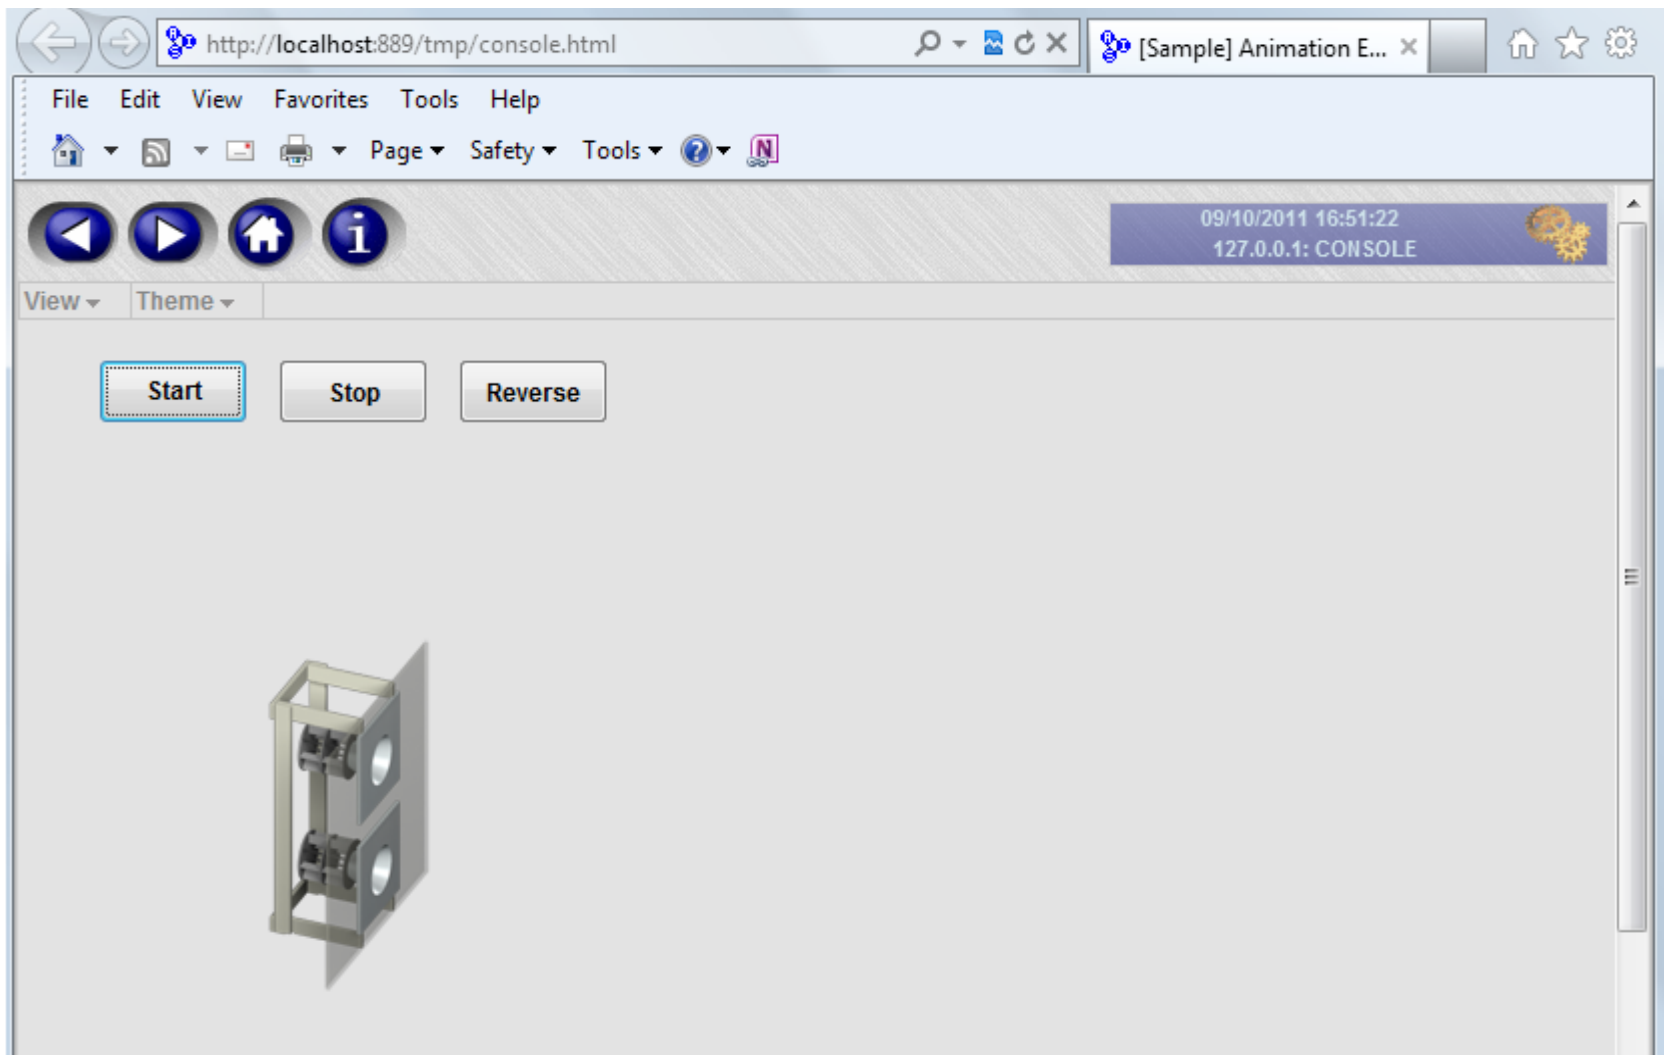 http://localhost:889/tmp/console.html
[Sample] Animation E...
File Edit View Favorites Tools Help
Page Safety Tools
09/10/2011 16:51:22
127.0.0.1: CONSOLE
View Theme
Start Stop Reverse